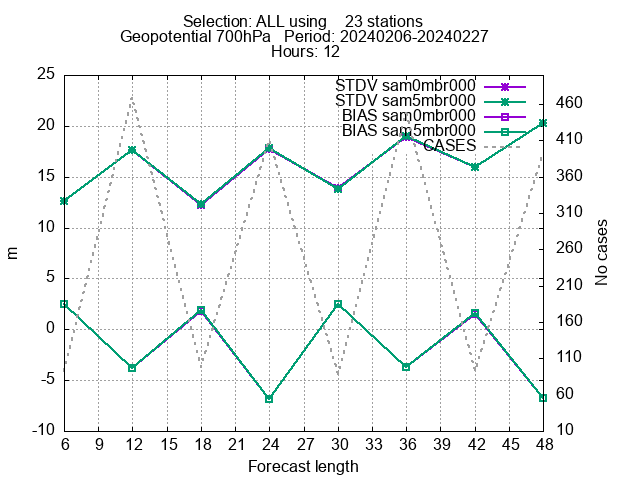 Selection: ALL using    23 stations
Geopotential 700hPa   Period: 20240206-20240227
Hours: 12
STDV sam0mbr000
STDV sam5mbr000
BIAS sam0mbr000
BIAS sam5mbr000
CASES
25
20
15
10
5
0
-5
-10
m
460
410
360
310
260
210
160
110
60
10
No cases
6 9 12 15 18 21 24 27 30 33 36 39 42 45 48
Forecast length